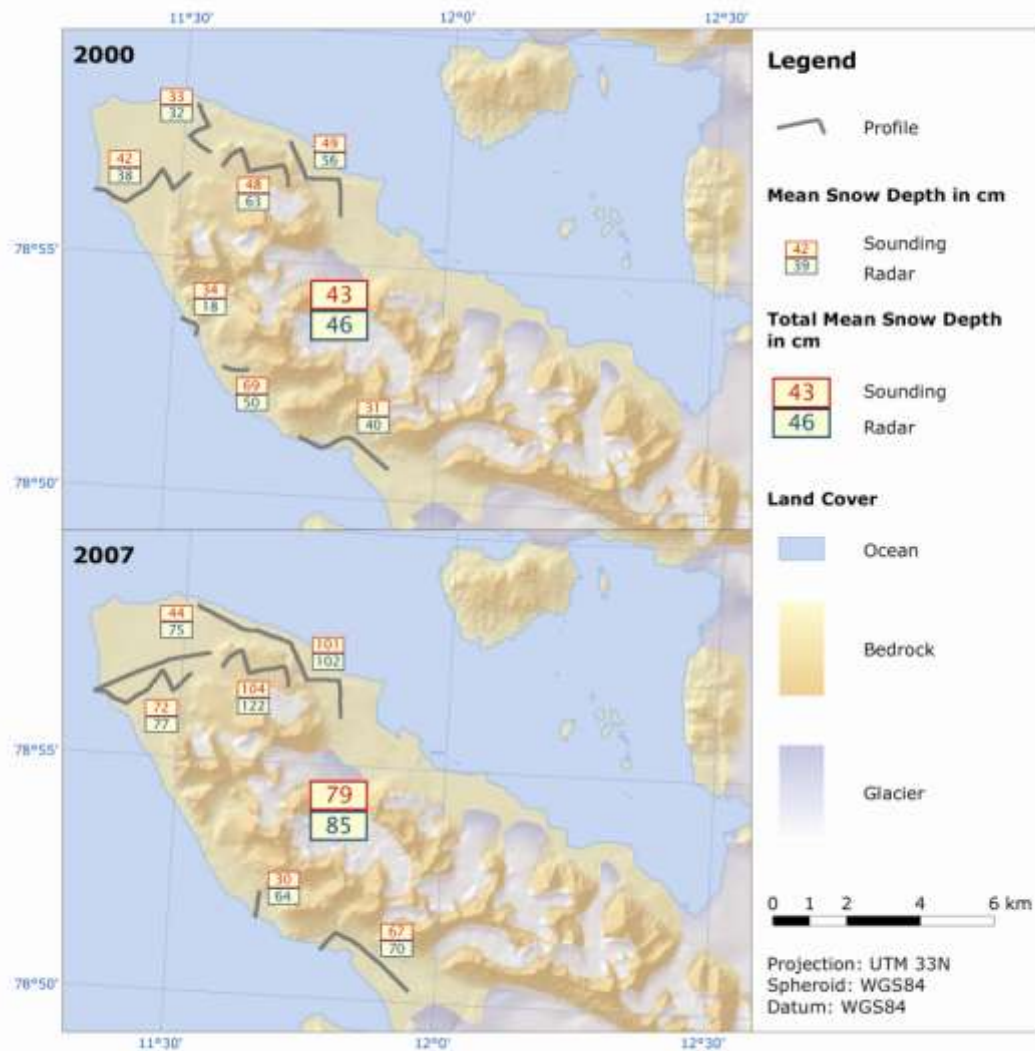 11°30' 12°0' 12°30'
2000
33
32
49
56
42
38
48
63
78°55'
34
18
43
46
69
50
31
40
78°50'
2007
44
75
101
102
104
122
72
77
78°55'
79
85
30
64
67
70
78°50'
11°30' 12°0' 12°30'
Legend
Profile
Mean Snow Depth in cm
42 Sounding
39 Radar
Total Mean Snow Depth
in cm
43 Sounding
46 Radar
Land Cover
Ocean
Bedrock
Glacier
0 1 2 4 6 km
Projection: UTM 33N
Spheroid: WGS84
Datum: WGS84